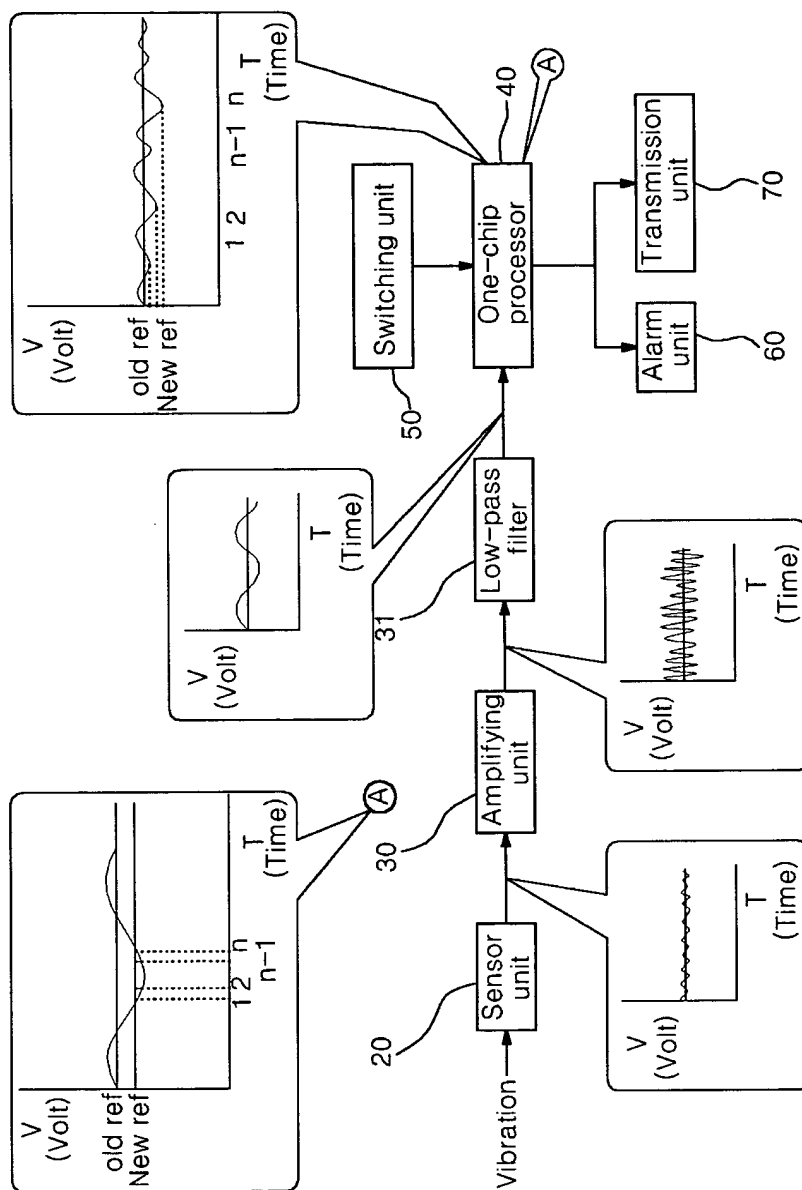 V
(Volt)
old ref
New ref
1 2
n-1
n
T
(Time)
A
V
(Volt)
T
(Time)
V
(Volt)
old ref
New ref
1 2
n-1
n
T
(Time)
Vibration
Sensor
unit
20
Amplifying
unit
30
Low-pass
filter
31
One-chip
processor
40
A
Switching unit
50
Alarm
unit
60
Transmission
unit
70
V
(Volt)
T
(Time)
V
(Volt)
T
(Time)